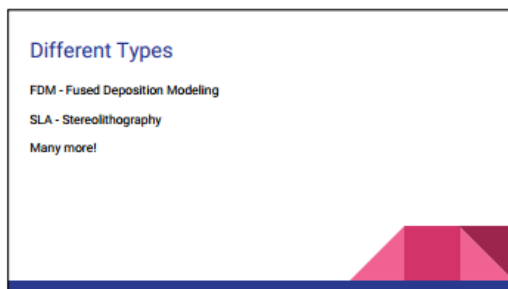 Different Types
FDM - Fused Deposition Modeling
SLA - Stereolithography
Many more!